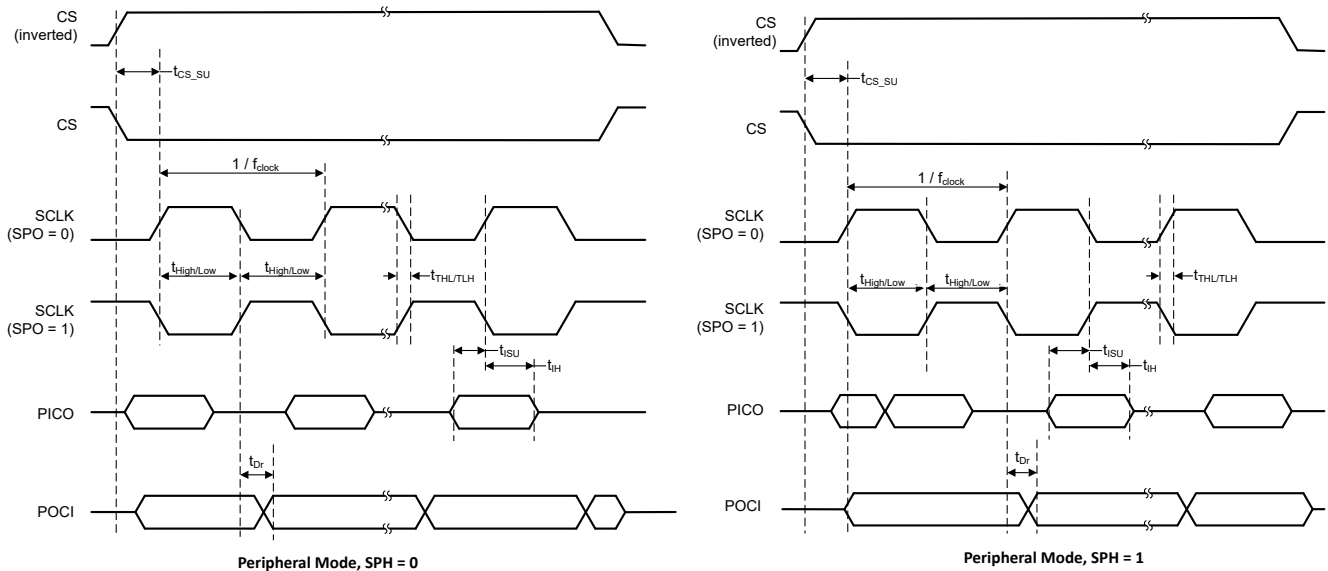 CS
(inverted)
tCS_SU
CS
1 / fclock
SCLK
(SPO = 0)
tHigh/Low
tHigh/Low
tTHL/TLH
SCLK
(SPO = 1)
tISU
tIH
PICO
tDr
POCI
Peripheral Mode, SPH = 0
CS
(inverted)
tCS_SU
CS
1 / fclock
SCLK
(SPO = 0)
tHigh/Low
tHigh/Low
tTHL/TLH
SCLK
(SPO = 1)
tISU
tIH
PICO
tDr
POCI
Peripheral Mode, SPH = 1